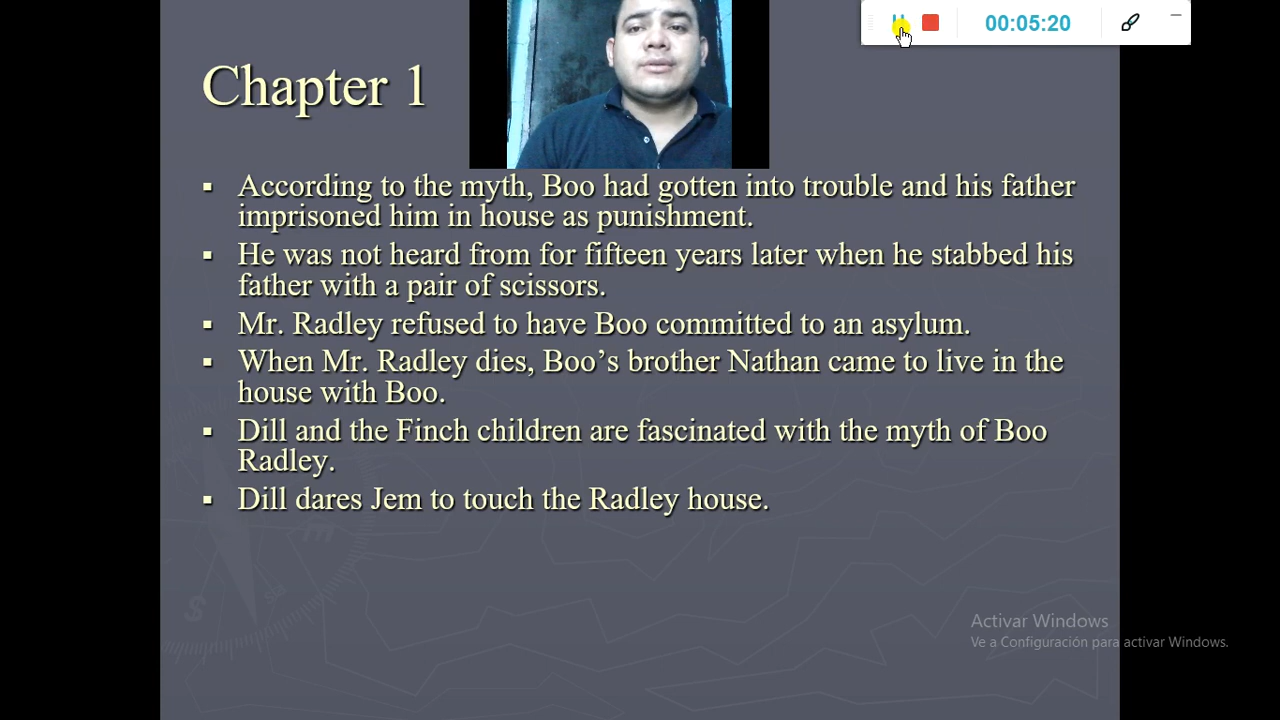 00:05:20
Chapter 1
▪ According to the myth, Boo had gotten into trouble and his father
imprisoned him in house as punishment.
▪ He was not heard from for fifteen years later when he stabbed his
father with a pair of scissors.
▪ Mr. Radley refused to have Boo committed to an asylum.
▪ When Mr. Radley dies, Boo’s brother Nathan came to live in the
house with Boo.
▪ Dill and the Finch children are fascinated with the myth of Boo
Radley.
▪ Dill dares Jem to touch the Radley house.
m
S
Activar Windows
Ve a Configuración para activar Windows.